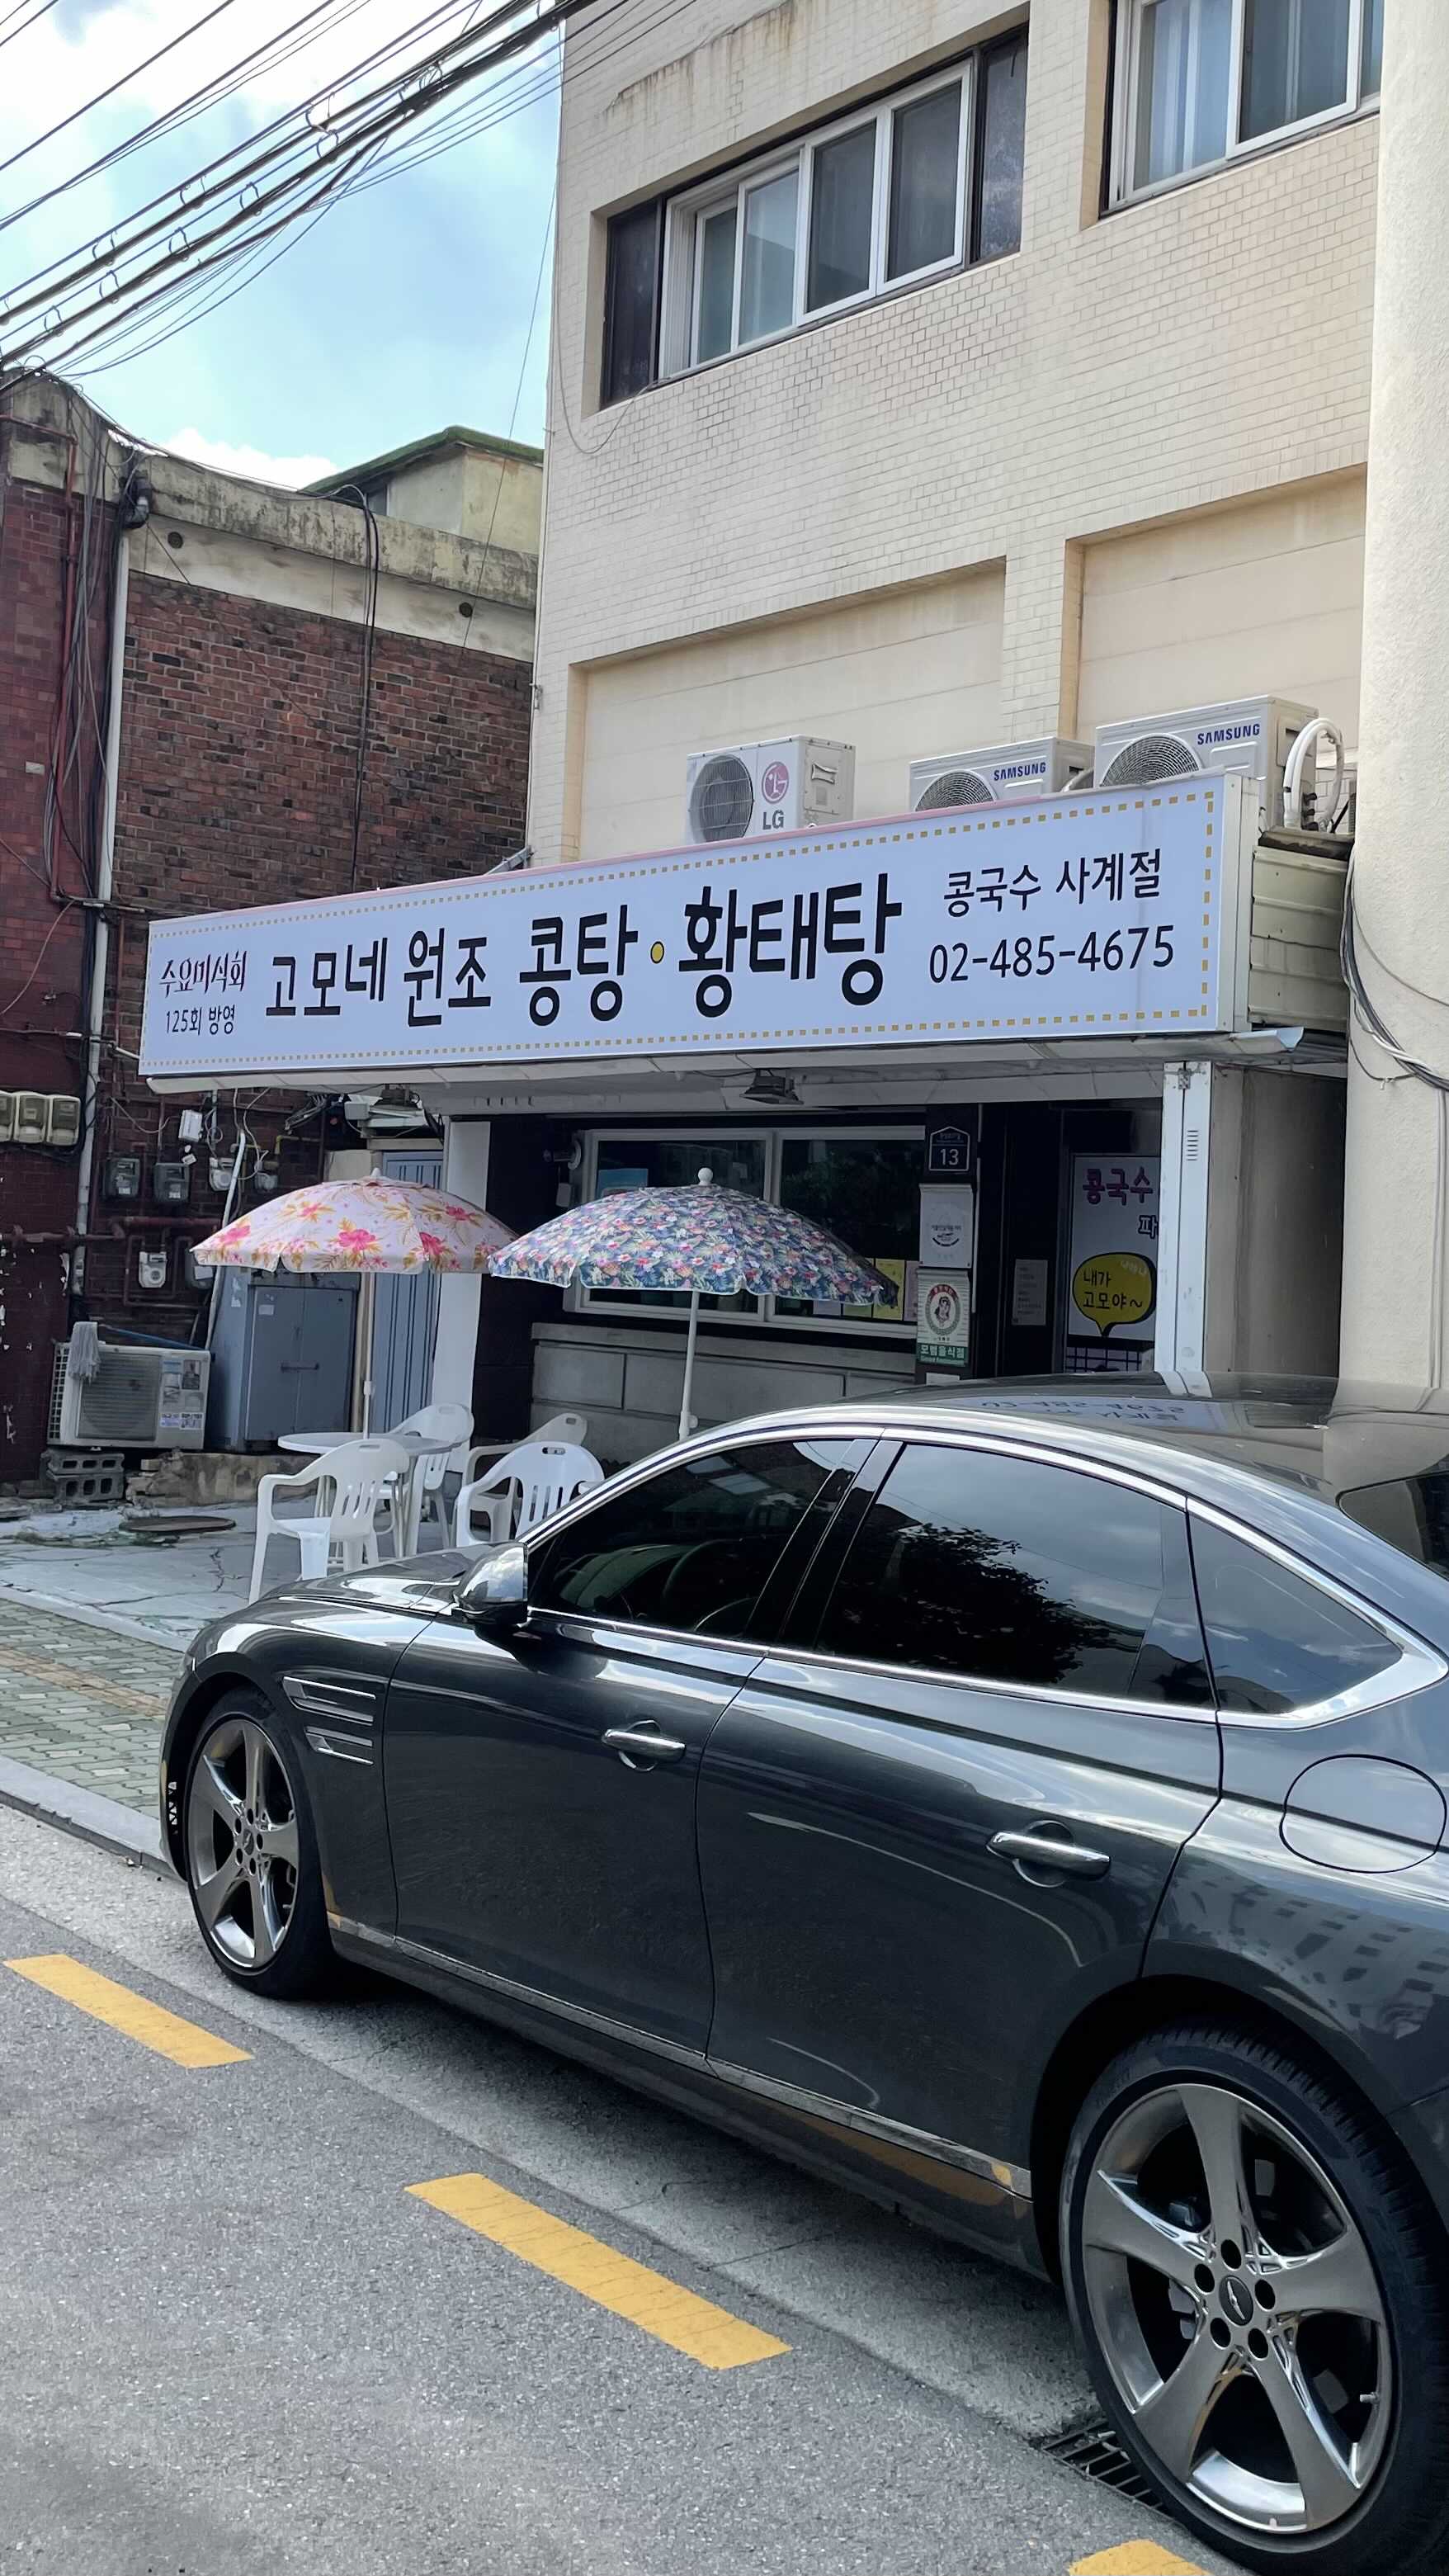 SAMSUNG
SAMSUNG
LG
수요미식회
125회 방영
고모네 원조 콩탕·황태탕
콩국수 사계절
02-485-4675
13
콩국수
내가
고모야~
모범음식점